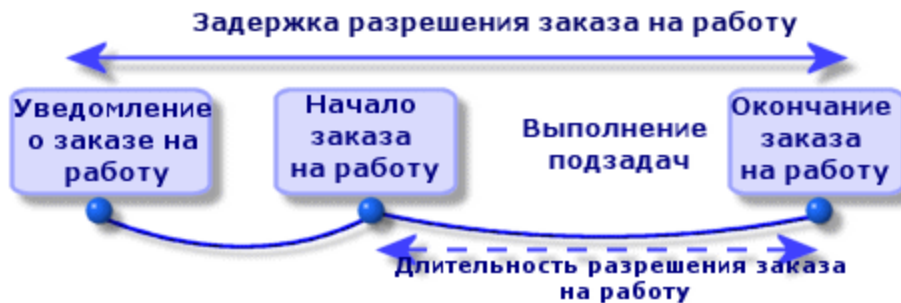 Задержка разрешения заказа на работу
Уведомление
о заказе на
работу
Начало
заказа
на работу
Выполнение
подзадач
Окончание
заказа
на работу
Длительность разрешения заказа
на работу